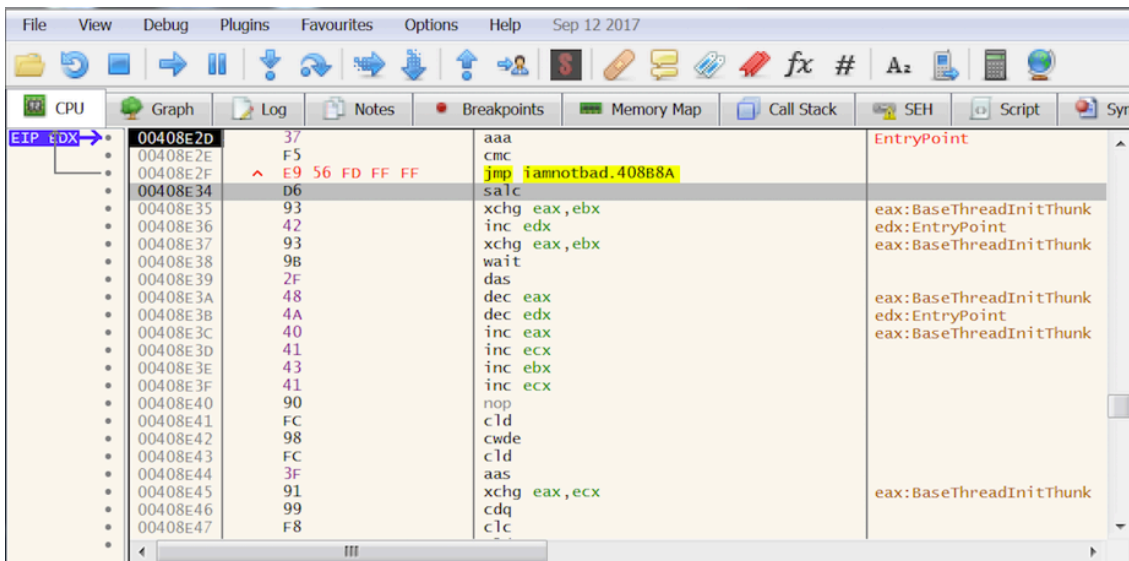 File View Debug Plugins Favourites Options Help Sep 12 2017
fx # Az
CPU Graph Log Notes Breakpoints Memory Map Call Stack SEH Script Syr
EIP EDX 00408E2D 37 aaa EntryPoint
00408E2E F5 cmc
00408E2F ^ E9 56 FD FF FF jmp iamnotbad.408B8A
00408E34 D6 salc
00408E35 93 xchg eax,ebx eax:BaseThreadInitThunk
00408E36 42 inc edx edx:EntryPoint
00408E37 93 xchg eax,ebx eax:BaseThreadInitThunk
00408E38 9B wait
00408E39 2F das
00408E3A 48 dec eax eax:BaseThreadInitThunk
00408E3B 4A dec edx edx:EntryPoint
00408E3C 40 inc eax eax:BaseThreadInitThunk
00408E3D 41 inc ecx
00408E3E 43 inc ebx
00408E3F 41 inc ecx
00408E40 90 nop
00408E41 FC cld
00408E42 98 cwde
00408E43 FC cld
00408E44 3F aas
00408E45 91 xchg eax,ecx eax:BaseThreadInitThunk
00408E46 99 cdq
00408E47 F8 clc